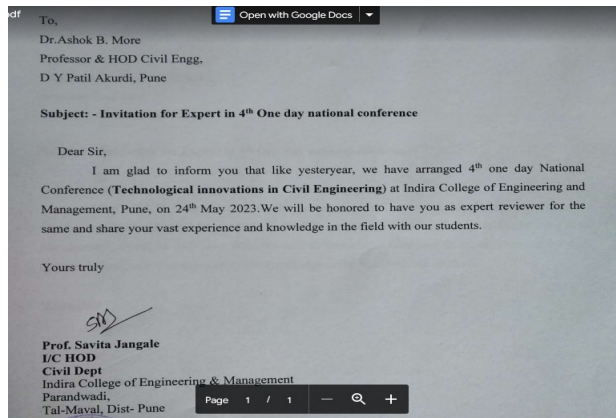 odf
Open with Google Docs
To,
Dr.Ashok B. More
Professor & HOD Civil Engg,
D Y Patil Akurdi, Pune
Subject: - Invitation for Expert in 4th One day national conference
Dear Sir,
I am glad to inform you that like yesteryear, we have arranged 4th one day National
Conference (Technological innovations in Civil Engineering) at Indira College of Engineering and
Management, Pune, on 24th May 2023.We will be honored to have you as expert reviewer for the
same and share your vast experience and knowledge in the field with our students.
Yours truly
Prof. Savita Jangale
I/C HOD
Civil Dept
Indira College of Engineering & Management
Parandwadi,
Tal-Maval, Dist- Pune
Page 1 / 1